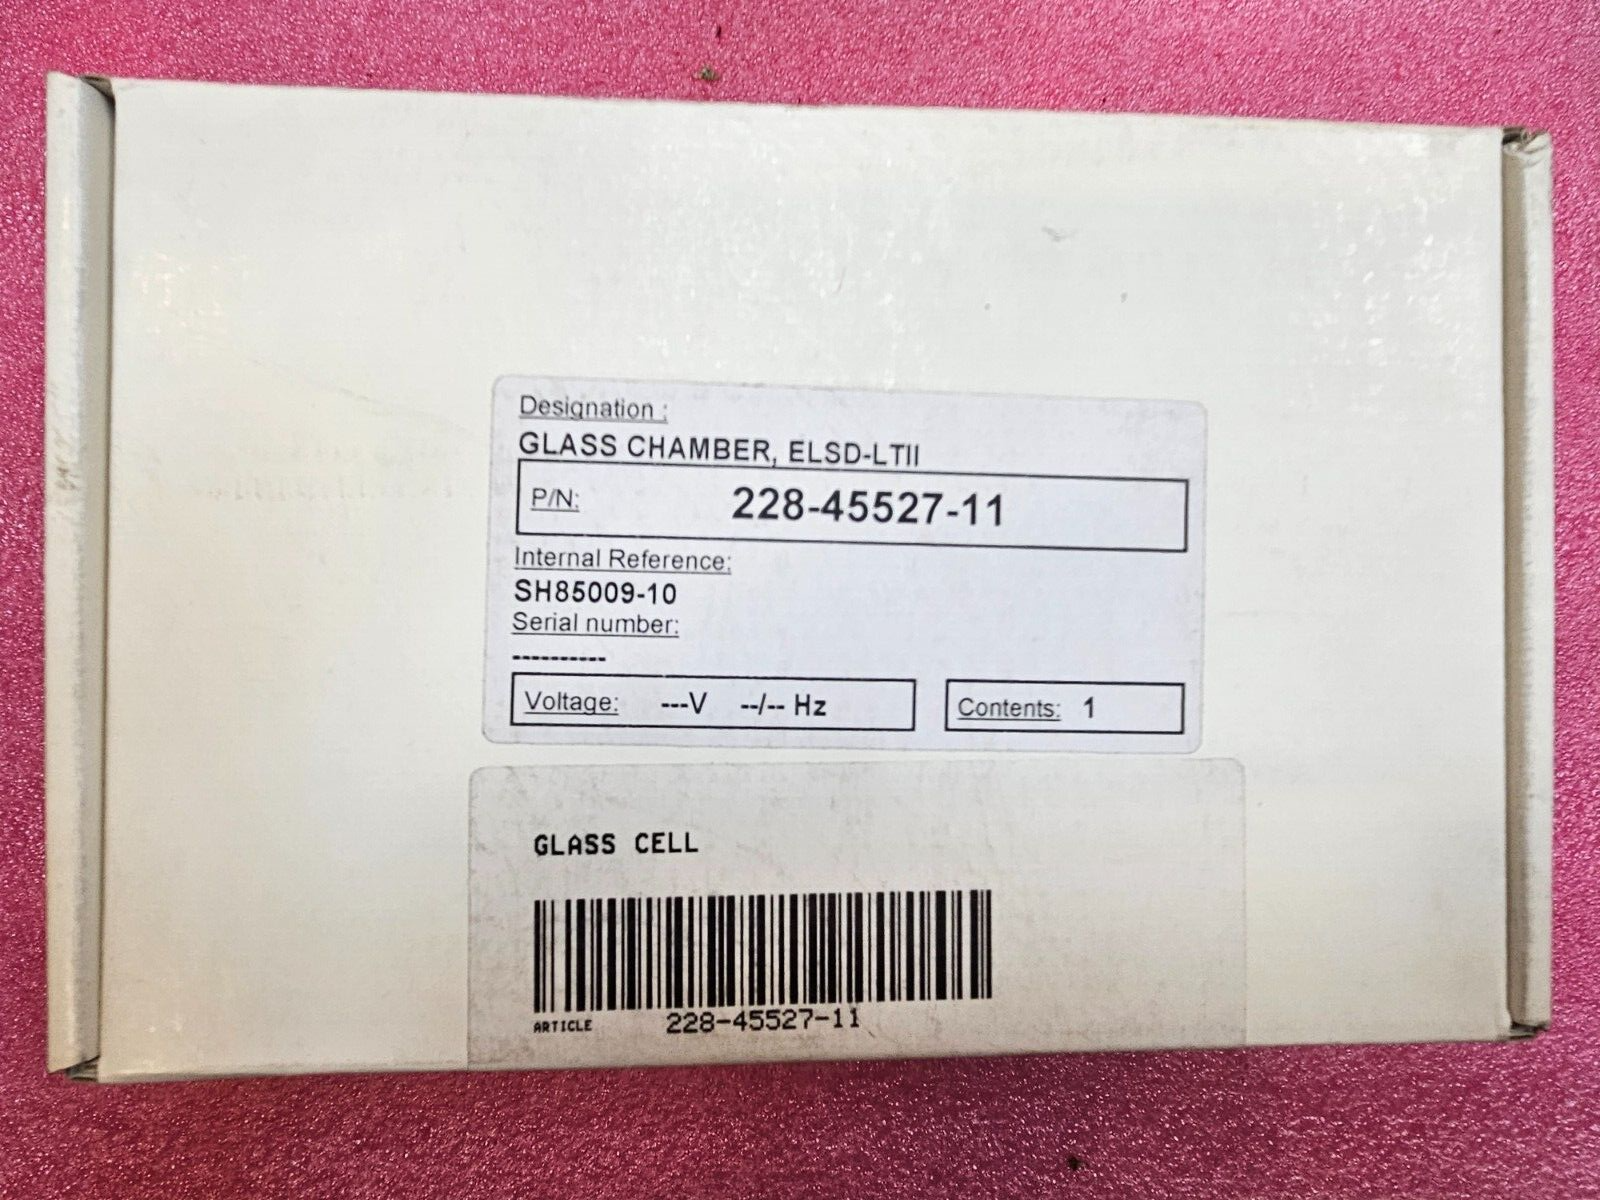 Designation :
GLASS CHAMBER, ELSD-LTII
P/N: 228-45527-11
Internal Reference:
SH85009-10
Serial number:
----------
Voltage: ---V --/-- Hz Contents: 1
GLASS CELL
ARTICLE 228-45527-11